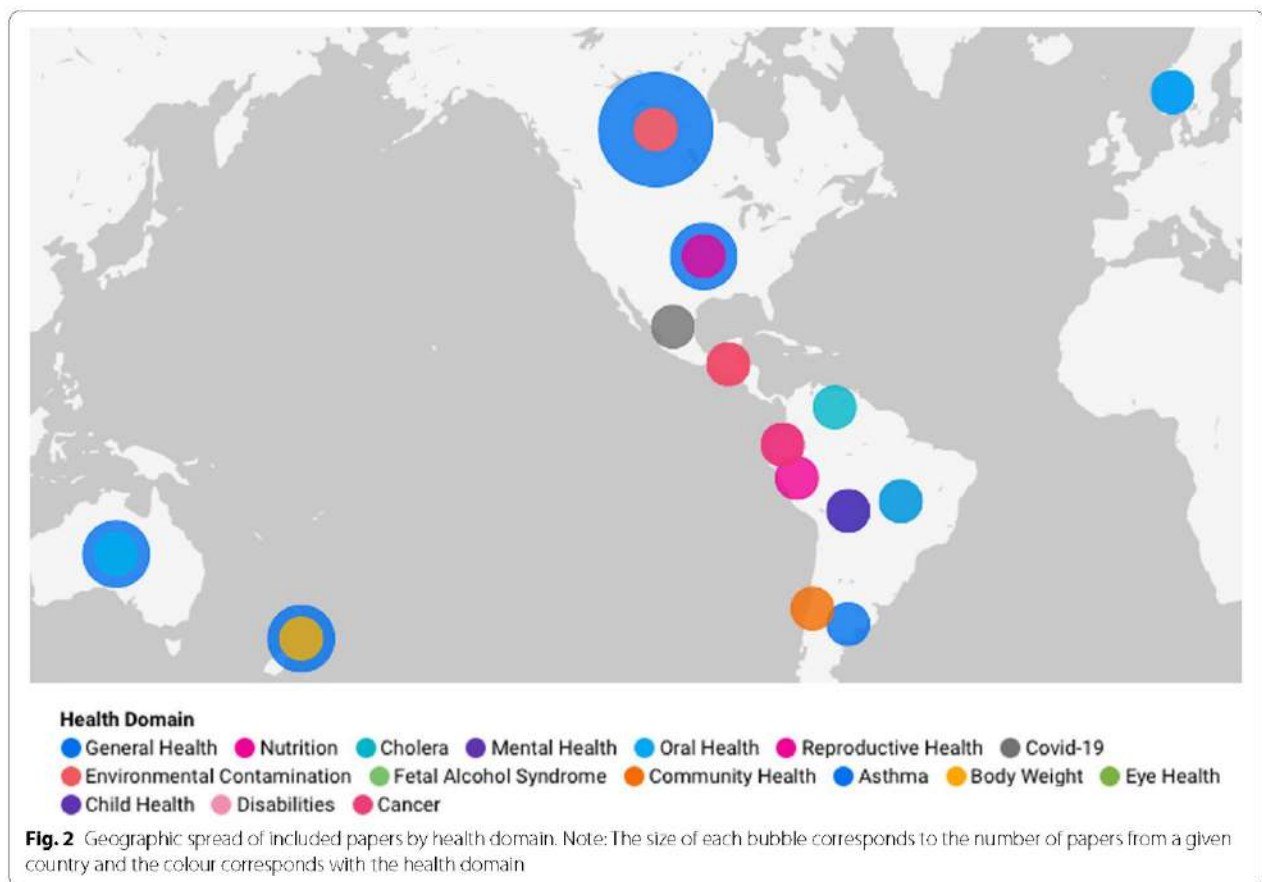 Health Domain
General Health Nutrition Cholera Mental Health Oral Health Reproductive Health Covid-19
Environmental Contamination Fetal Alcohol Syndrome Community Health Asthma Body Weight Eye Health
Child Health Disabilities Cancer
Fig. 2 Geographic spread of included papers by health domain. Note: The size of each bubble corresponds to the number of papers from a given
country and the colour corresponds with the health domain